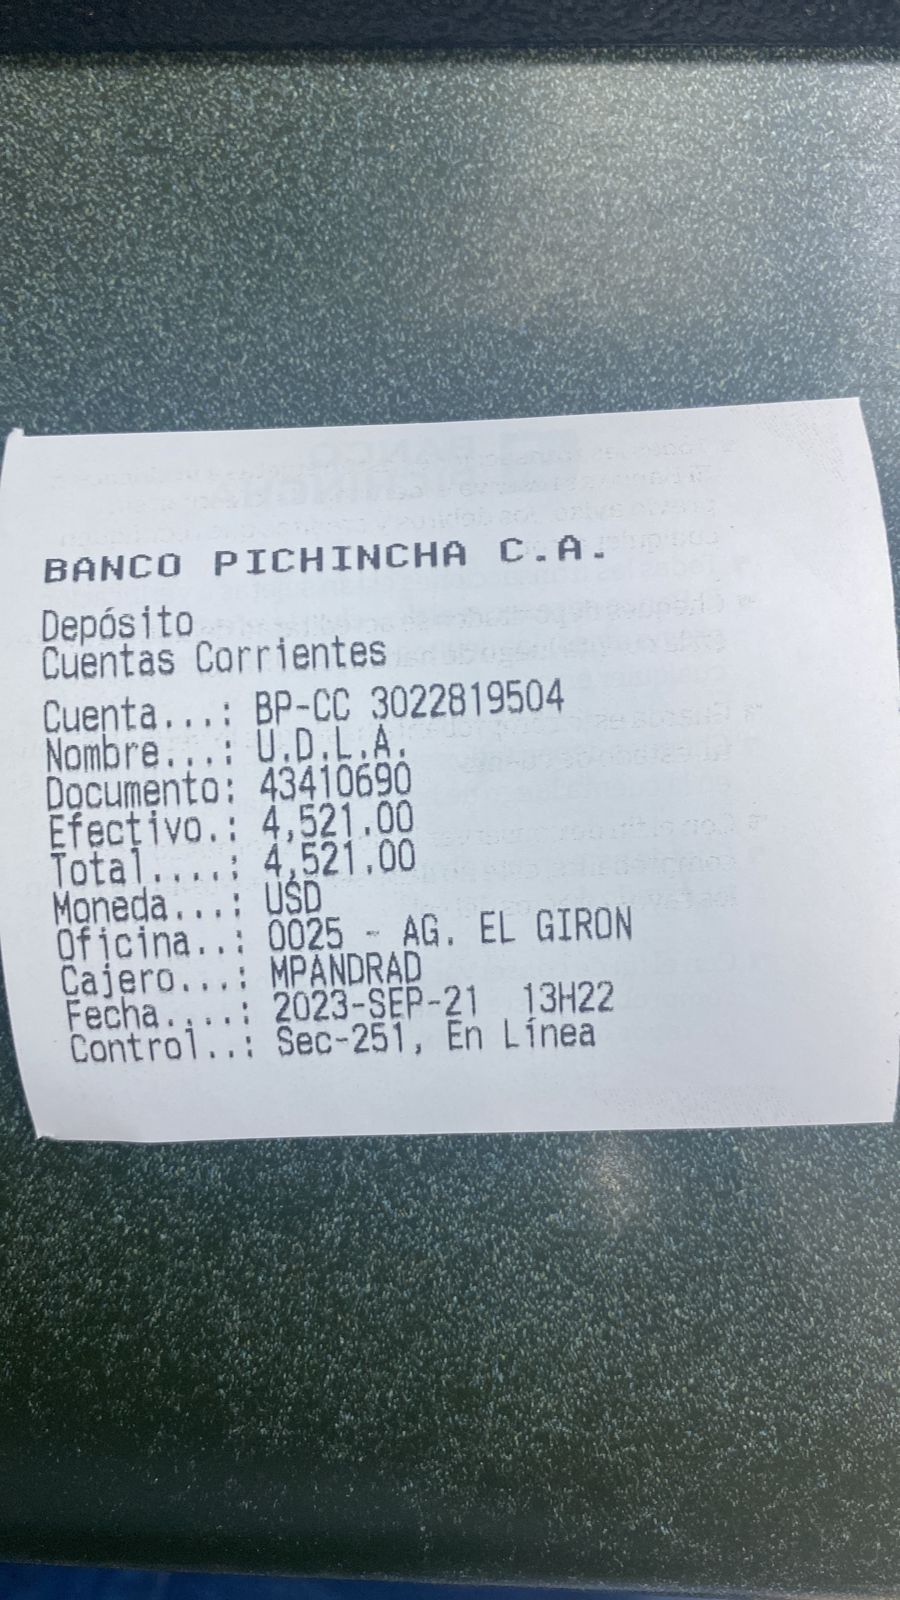 BANCO PICHINCHA C.A.
Depósito
Cuentas Corrientes
Cuenta...: BP-CC 3022819504
Nombre...: U.D.L.A.
Documento: 43410690
Efectivo.: 4,521.00
Total....: 4,521.00
Moneda...: USD
Oficina..: 0025 - AG. EL GIRON
Cajero...: MPANDRAD
Fecha....: 2023-SEP-21 13H22
Control..: Sec-251, En Línea